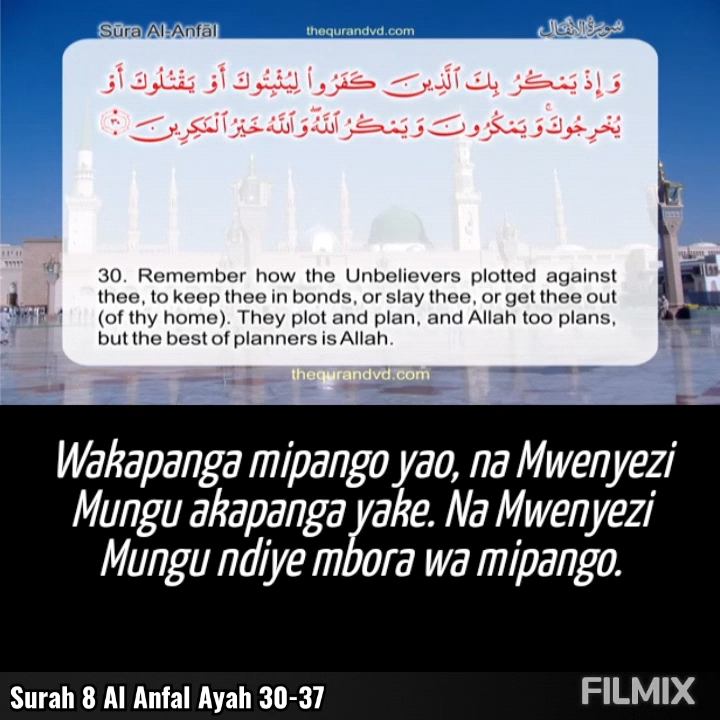 Sūra Al-Anfāl
thequrandvd.com
سورة الأنفال
وَإِذْ يَمْكُرُ بِكَ ٱلَّذِينَ كَفَرُوا۟ لِيُثْبِتُوكَ أَوْ يَقْتُلُوكَ أَوْ
يُخْرِجُوكَ ۚ وَيَمْكُرُونَ وَيَمْكُرُ ٱللَّهُ ۖ وَٱللَّهُ خَيْرُ ٱلْمَٰكِرِينَ ٣٠
30. Remember how the Unbelievers plotted against
thee, to keep thee in bonds, or slay thee, or get thee out
(of thy home). They plot and plan, and Allah too plans,
but the best of planners is Allah.
thequrandvd.com
Wakapanga mipango yao, na Mwenyezi
Mungu akapanga yake. Na Mwenyezi
Mungu ndiye mbora wa mipango.
Surah 8 Al Anfal Ayah 30-37
FILMIX